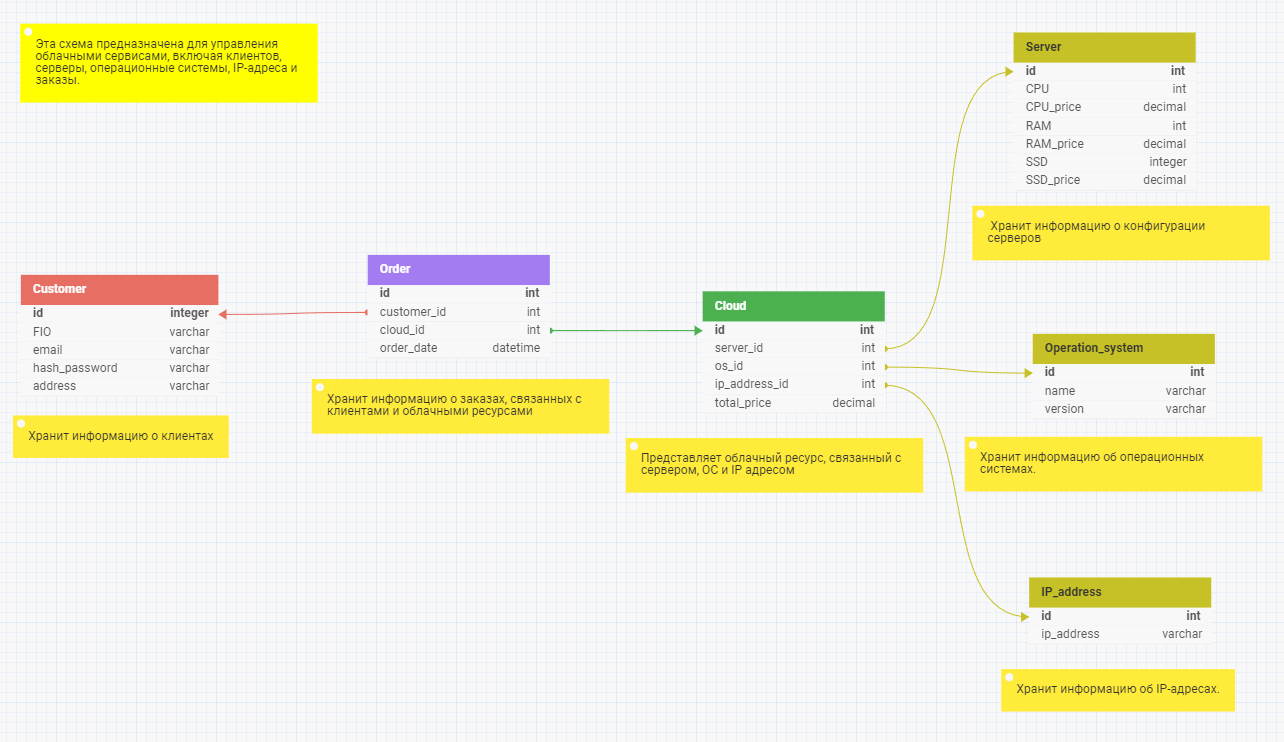 Эта схема предназначена для управления
облачными сервисами, включая клиентов,
серверы, операционные системы, IP-адреса и
заказы.
Customer
id integer
FIO varchar
email varchar
hash_password varchar
address varchar
Хранит информацию о клиентах
Order
id int
customer_id int
cloud_id int
order_date datetime
Хранит информацию о заказах, связанных с
клиентами и облачными ресурсами
Cloud
id int
server_id int
os_id int
ip_address_id int
total_price decimal
Представляет облачный ресурс, связанный с
сервером, ОС и IP адресом
Server
id int
CPU int
CPU_price decimal
RAM int
RAM_price decimal
SSD integer
SSD_price decimal
Хранит информацию о конфигурации
серверов
Operation_system
id int
name varchar
version varchar
Хранит информацию об операционных
системах.
IP_address
id int
ip_address varchar
Хранит информацию об IP-адресах.